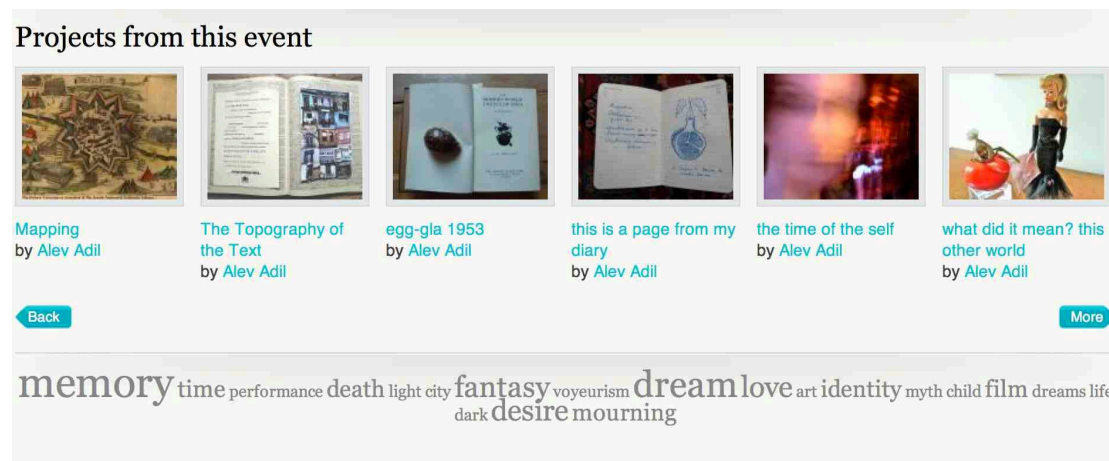 Projects from this event
Mapping
by Alev Adil
The Topography of
the Text
by Alev Adil
egg-gla 1953
by Alev Adil
this is a page from my
diary
by Alev Adil
the time of the self
by Alev Adil
what did it mean? this
other world
by Alev Adil
Back
More
memory time performance death light city fantasy voyeurism dream love art identity myth child film dreams life
dark desire mourning